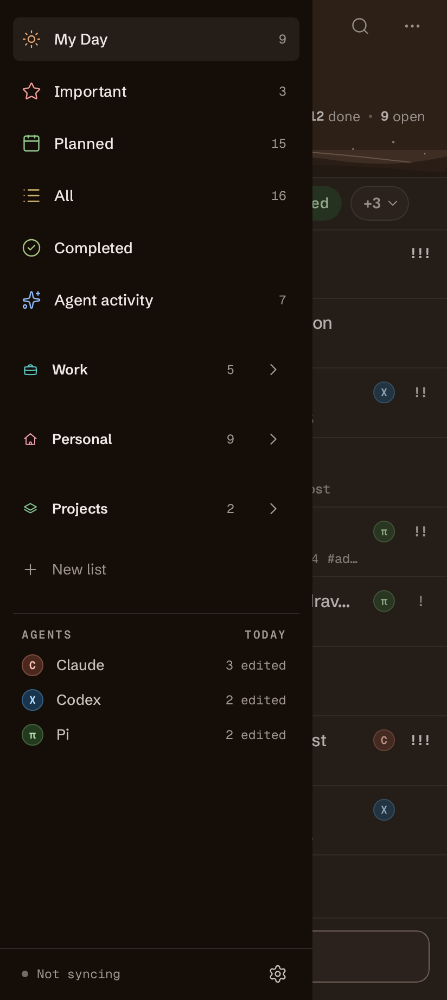 My Day 9
Important 3
Planned 15
All 16
Completed
Agent activity 7
Work 5
Personal 9
Projects 2
New list
AGENTS TODAY
C Claude 3 edited
X Codex 2 edited
π Pi 2 edited
Not syncing
12 done • 9 open
ed +3
!!!
on
X !!
ost
π !!
4 #ad…
drav… π !
st C !!!
X